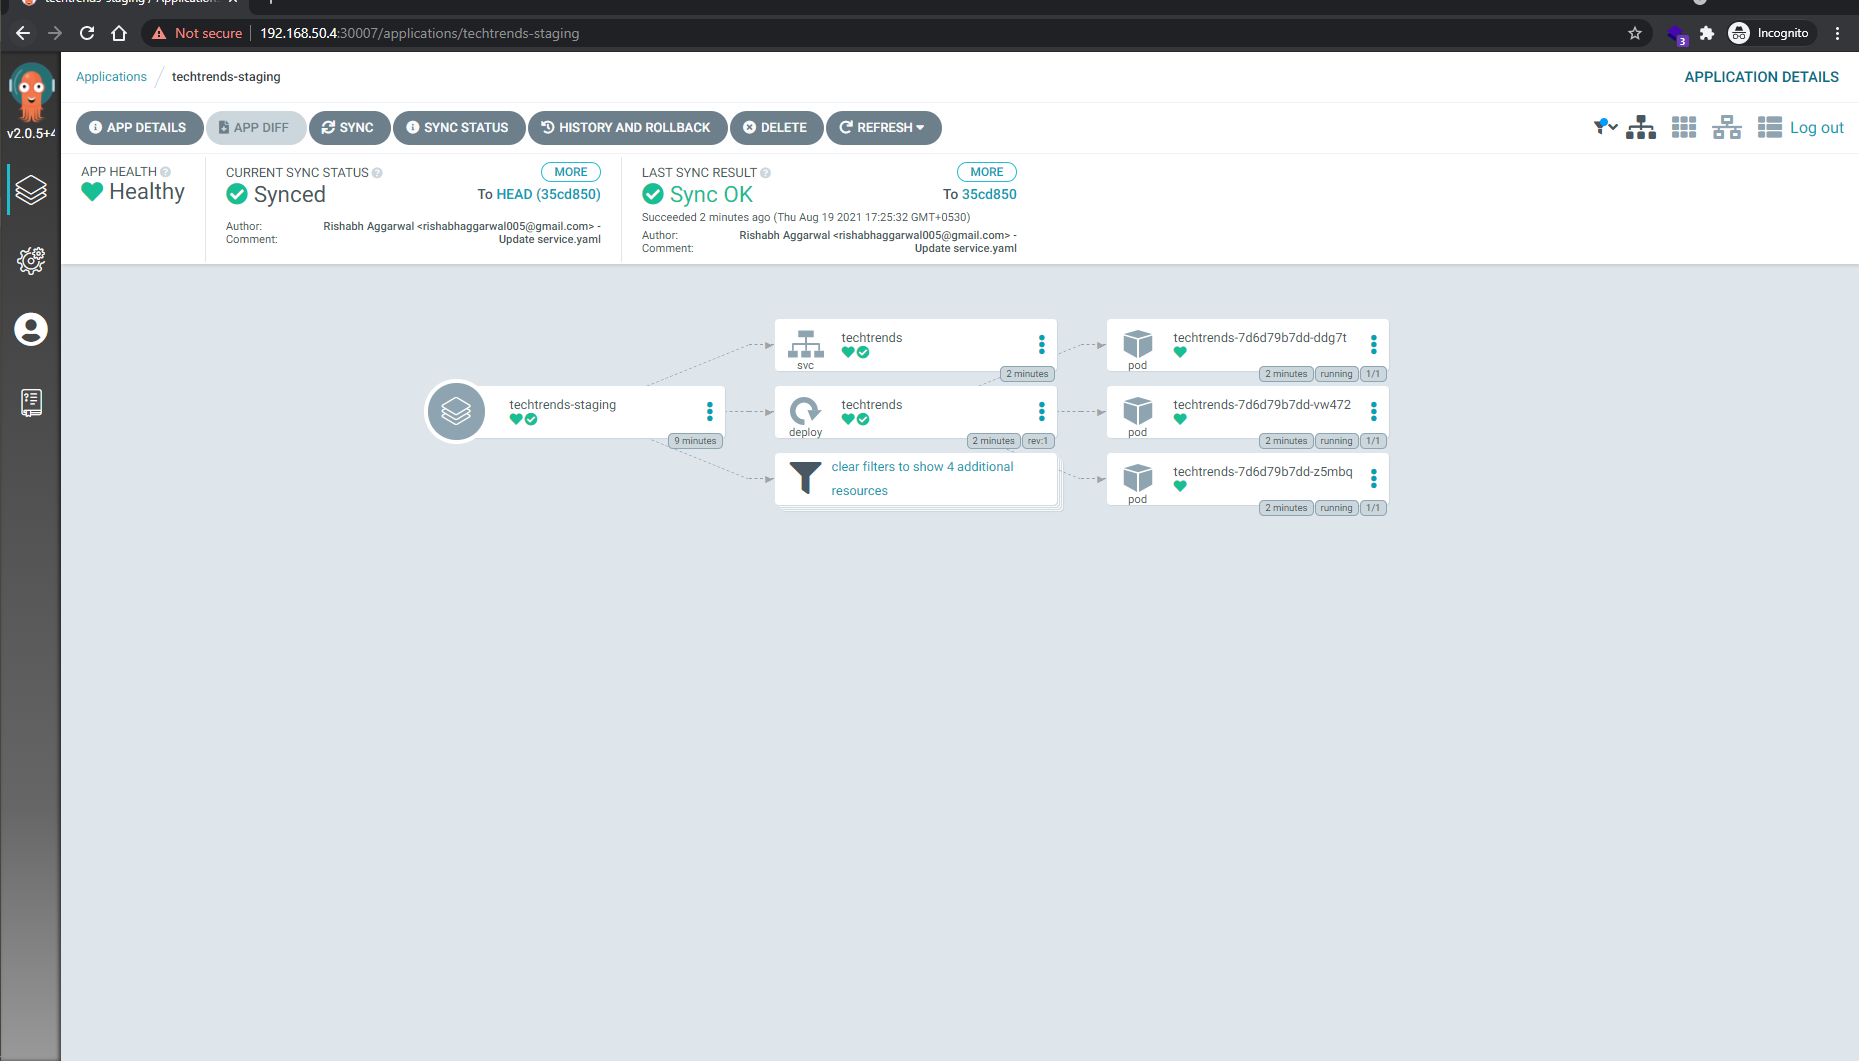 Not secure
192.168.50.4:30007/applications/techtrends-staging
3
Incognito
v2.0.5+4
Applications / techtrends-staging
APPLICATION DETAILS
APP DETAILS
APP DIFF
SYNC
SYNC STATUS
HISTORY AND ROLLBACK
DELETE
REFRESH
Log out
APP HEALTH
Healthy
CURRENT SYNC STATUS
MORE
Synced
To HEAD (35cd850)
Author: Rishabh Aggarwal <rishabhaggarwal005@gmail.com> -
Comment: Update service.yaml
LAST SYNC RESULT
MORE
Sync OK
To 35cd850
Succeeded 2 minutes ago (Thu Aug 19 2021 17:25:32 GMT+0530)
Author: Rishabh Aggarwal <rishabhaggarwal005@gmail.com> -
Comment: Update service.yaml
techtrends-staging
9 minutes
techtrends
svc
2 minutes
techtrends
deploy
2 minutes rev:1
clear filters to show 4 additional
resources
techtrends-7d6d79b7dd-ddg7t
pod
2 minutes running 1/1
techtrends-7d6d79b7dd-vw472
pod
2 minutes running 1/1
techtrends-7d6d79b7dd-z5mbq
pod
2 minutes running 1/1